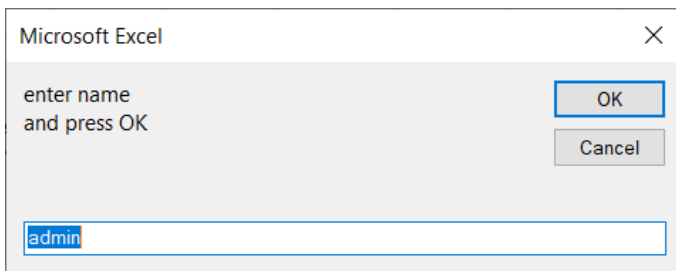 Microsoft Excel
enter name
and press OK
OK
Cancel
admin